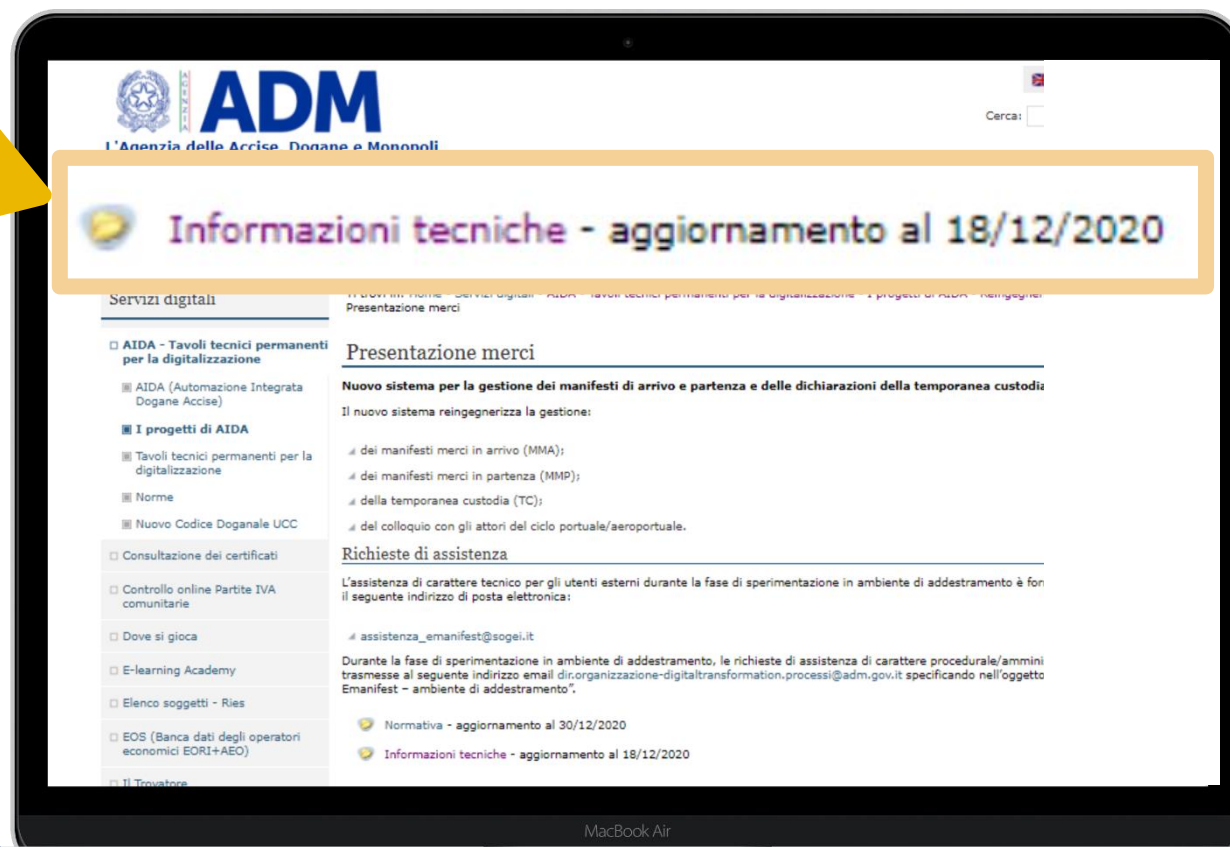 ADM
Cerca:
L'Agenzia delle Accise, Dogane e Monopoli
Informazioni tecniche - aggiornamento al 18/12/2020
Servizi digitali
Presentazione merci
AIDA - Tavoli tecnici permanenti
per la digitalizzazione
AIDA (Automazione Integrata
Dogane Accise)
I progetti di AIDA
Tavoli tecnici permanenti per la
digitalizzazione
Norme
Nuovo Codice Doganale UCC
Consultazione dei certificati
Controllo online Partite IVA
comunitarie
Dove si gioca
E-learning Academy
Elenco soggetti - Ries
EOS (Banca dati degli operatori
economici EORI+AEO)
Il Trovatore
Presentazione merci
Nuovo sistema per la gestione dei manifesti di arrivo e partenza e delle dichiarazioni della temporanea custodia
Il nuovo sistema reingegnerizza la gestione:
dei manifesti merci in arrivo (MMA);
dei manifesti merci in partenza (MMP);
della temporanea custodia (TC);
del colloquio con gli attori del ciclo portuale/aeroportuale.
Richieste di assistenza
L'assistenza di carattere tecnico per gli utenti esterni durante la fase di sperimentazione in ambiente di addestramento è
il seguente indirizzo di posta elettronica:
assistenza_emanifest@sogei.it
Durante la fase di sperimentazione in ambiente di addestramento, le richieste di assistenza di carattere
trasmesse al seguente indirizzo email dir.organizzazione-digitaltransformation.processi@adm.gov.it specificando nell'oggetto
Emanifest – ambiente di addestramento".
Normativa - aggiornamento al 30/12/2020
Informazioni tecniche - aggiornamento al 18/12/2020
MacBook Air